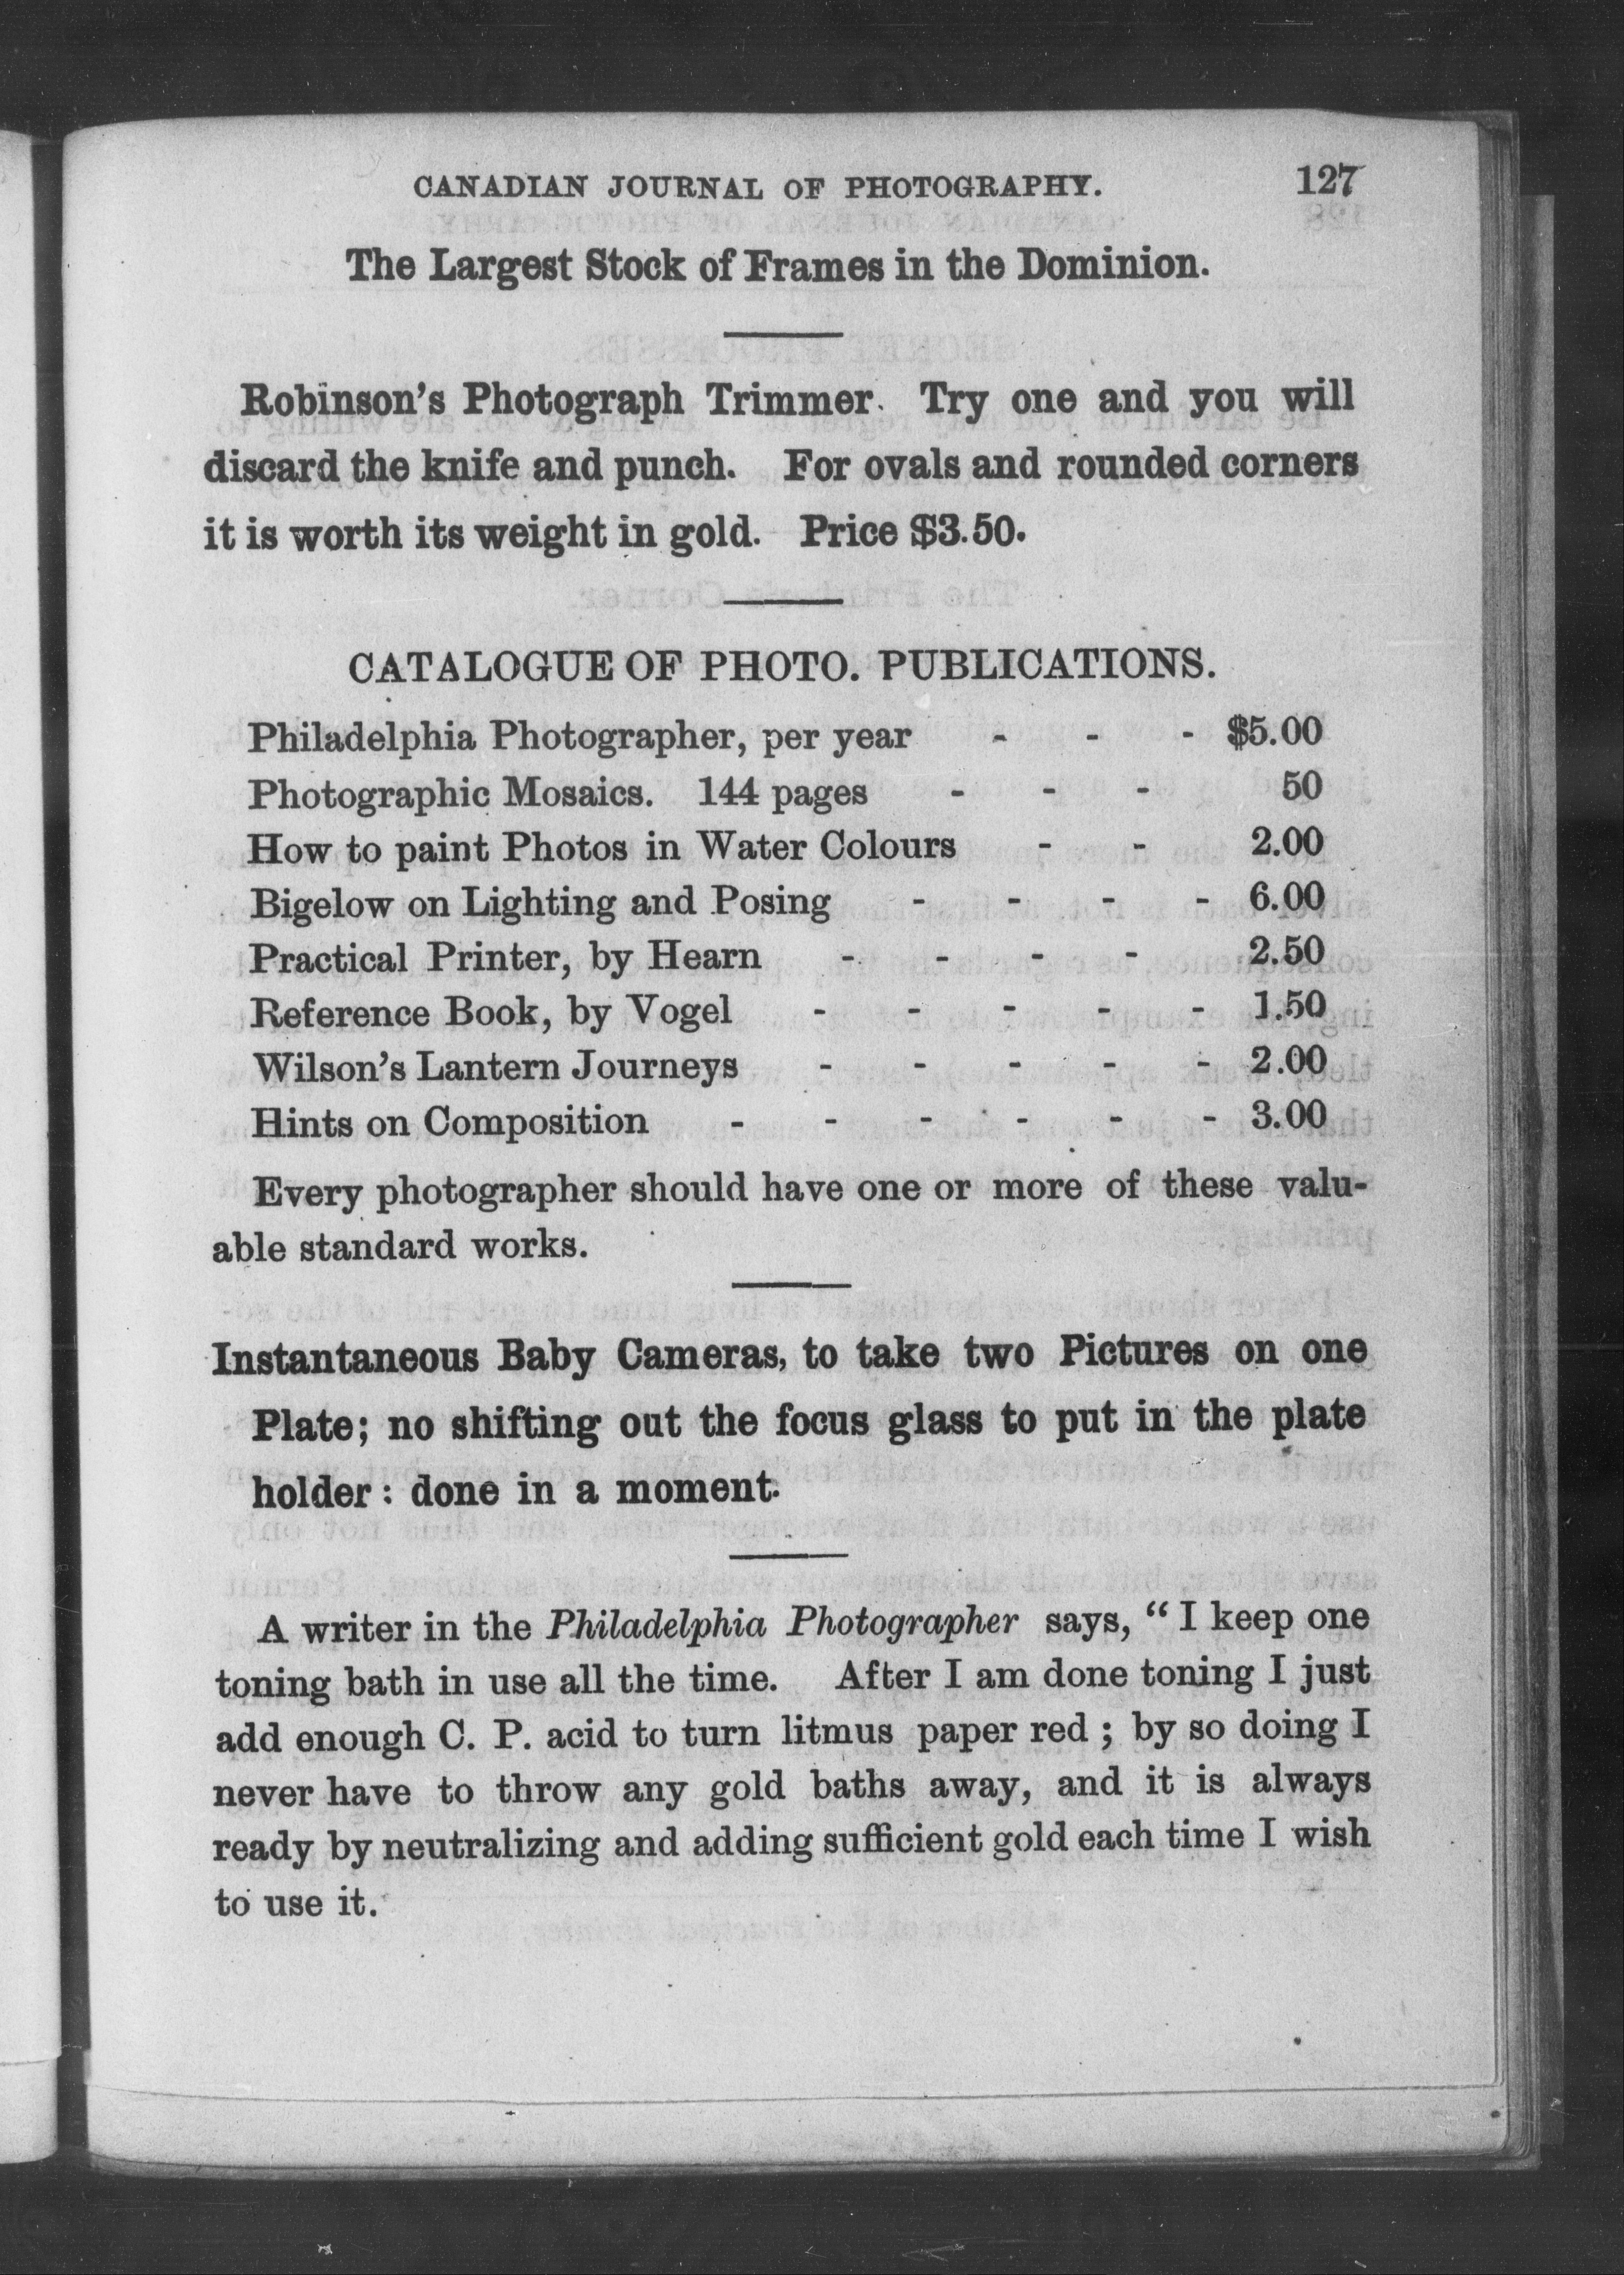 CANADIAN JOURNAL OF PHOTOGRAPHY. 127
The Largest Stock of Frames in the Dominion.
Robinson's Photograph Trimmer. Try one and you will
discard the knife and punch. For ovals and rounded corners
it is worth its weight in gold. Price $3.50.
CATALOGUE OF PHOTO. PUBLICATIONS.
Philadelphia Photographer, per year - - - $5.00
Photographic Mosaics. 144 pages - - - 50
How to paint Photos in Water Colours - - 2.00
Bigelow on Lighting and Posing - - - - 6.00
Practical Printer, by Hearn - - - - 2.50
Reference Book, by Vogel - - - - - 1.50
Wilson's Lantern Journeys - - - - - 2.00
Hints on Composition - - - - - - 3.00
Every photographer should have one or more of these valu-
able standard works.
Instantaneous Baby Cameras, to take two Pictures on one
Plate; no shifting out the focus glass to put in the plate
holder : done in a moment.
A writer in the Philadelphia Photographer says, " I keep one
toning bath in use all the time. After I am done toning I just
add enough C. P. acid to turn litmus paper red ; by so doing I
never have to throw any gold baths away, and it is always
ready by neutralizing and adding sufficient gold each time I wish
to use it.